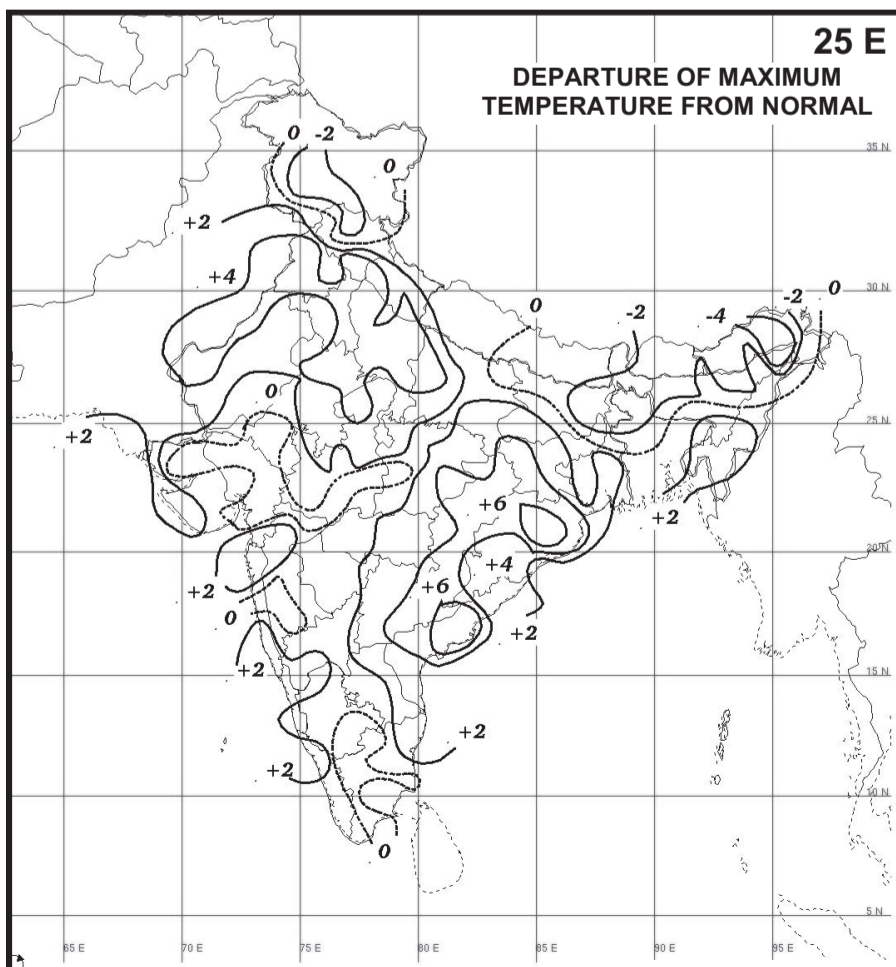 25 E
DEPARTURE OF MAXIMUM
TEMPERATURE FROM NORMAL
0 -2
0
35 N
+2
+4
30 N
0
-2
-4
-2
0
0
25 N
+2
+6
+2
20 N
+4
+6
+2
0
+2
+2
15 N
+2
+2
10 N
0
5 N
65 E 70 E 75 E 80 E 85 E 90 E 95 E